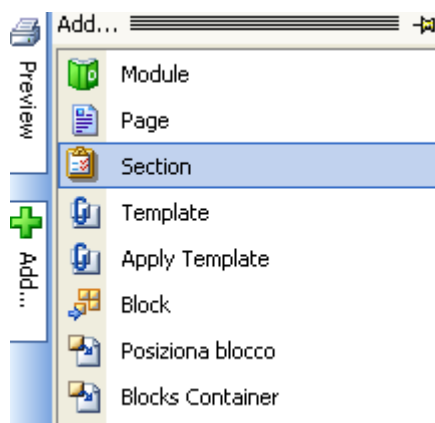 Add...
Preview
Add...
Module
Page
Section
Template
Apply Template
Block
Posiziona blocco
Blocks Container